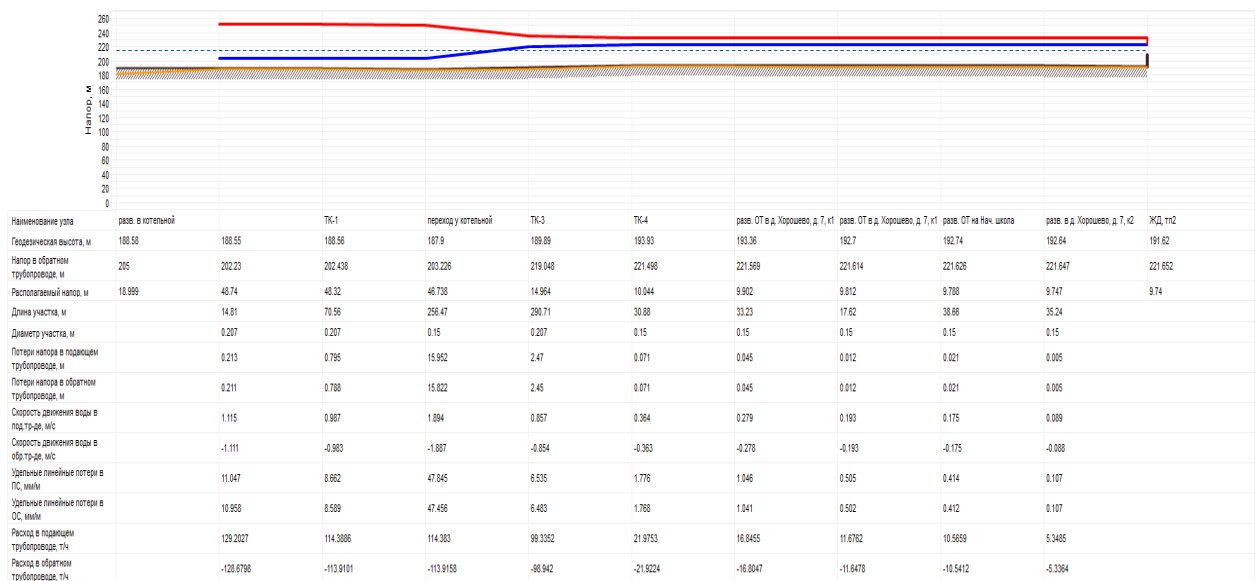 260
240
220
200
180
160
140
120
100
80
60
40
20
0
Напор, м
Наименование узла разв. в котельной ТК-1 переход у котельной ТК-3 ТК-4 разв. ОТ в д. Хорошево, д. 7, к1 разв. ОТ в д. Хорошево, д. 7, к1 разв. ОТ на Нач. школа разв. в д. Хорошево, д. 7, к2 ЖД, тп2
Геодезическая высота, м 188.58 188.55 188.56 187.9 189.89 193.93 193.36 192.7 192.74 192.64 191.62
Напор в обратном
трубопроводе, м 205 202.23 202.438 203.226 219.048 221.498 221.569 221.614 221.626 221.647 221.652
Располагаемый напор, м 18.999 48.74 48.32 46.738 14.964 10.044 9.902 9.812 9.788 9.747 9.74
Длина участка, м 14.81 70.56 256.47 290.71 30.88 33.23 17.62 38.66 35.24
Диаметр участка, м 0.207 0.207 0.15 0.207 0.15 0.15 0.15 0.15 0.15
Потери напора в подающем
трубопроводе, м 0.213 0.795 15.952 2.47 0.071 0.045 0.012 0.021 0.005
Потери напора в обратном
трубопроводе, м 0.211 0.788 15.822 2.45 0.071 0.045 0.012 0.021 0.005
Скорость движения воды в
под.тр-де, м/с 1.115 0.987 1.894 0.857 0.364 0.279 0.193 0.175 0.089
Скорость движения воды в
обр.тр-де, м/с -1.111 -0.983 -1.887 -0.854 -0.363 -0.278 -0.193 -0.175 -0.088
Удельные линейные потери в
ПС, мм/м 11.047 8.662 47.845 6.535 1.776 1.046 0.505 0.414 0.107
Удельные линейные потери в
ОС, мм/м 10.958 8.589 47.456 6.483 1.768 1.041 0.502 0.412 0.107
Расход в подающем
трубопроводе, т/ч 129.2027 114.3886 114.383 99.3352 21.9753 16.8455 11.6762 10.5659 5.3485
Расход в обратном
трубопроводе, т/ч -128.6798 -113.9101 -113.9158 -98.942 -21.9224 -16.8047 -11.6478 -10.5412 -5.3364